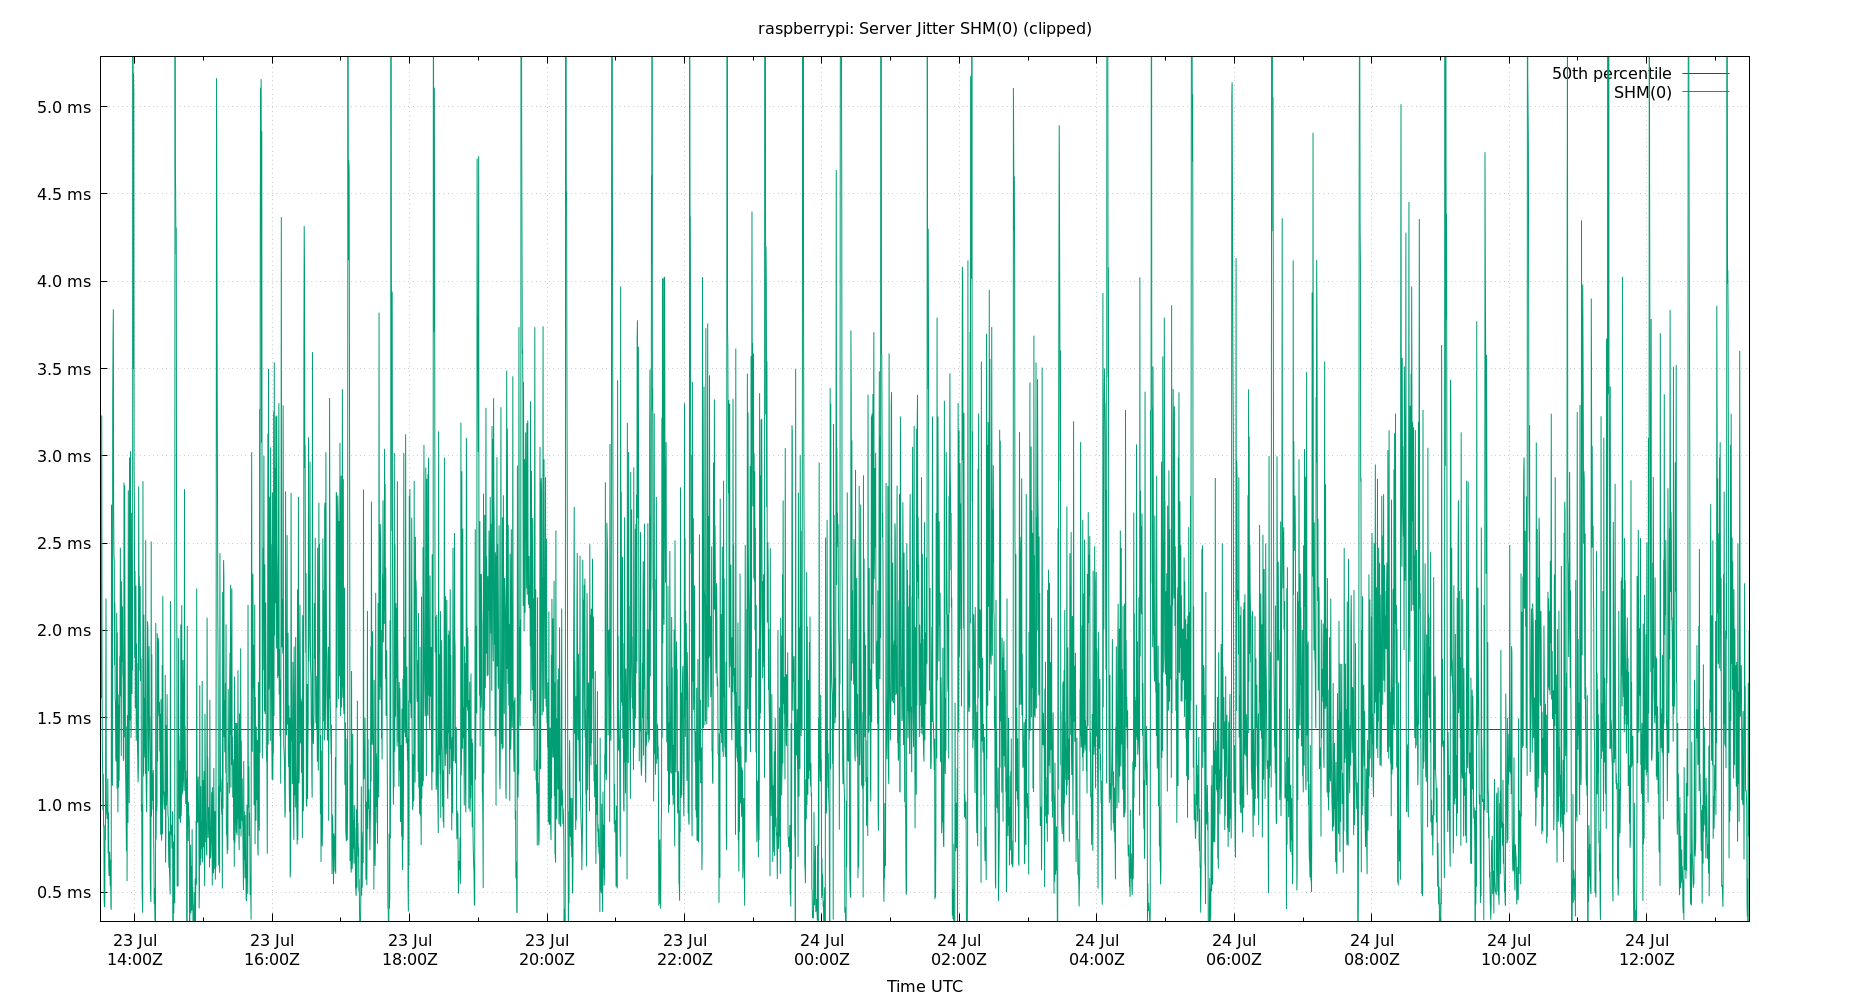 raspberrypi: Server Jitter SHM(0) (clipped)
50th percentile
SHM(0)
5.0 ms
4.5 ms
4.0 ms
3.5 ms
3.0 ms
2.5 ms
2.0 ms
1.5 ms
1.0 ms
0.5 ms
23 Jul 23 Jul 23 Jul 23 Jul 23 Jul 24 Jul 24 Jul 24 Jul 24 Jul 24 Jul 24 Jul 24 Jul
14:00Z 16:00Z 18:00Z 20:00Z 22:00Z 00:00Z 02:00Z 04:00Z 06:00Z 08:00Z 10:00Z 12:00Z
Time UTC